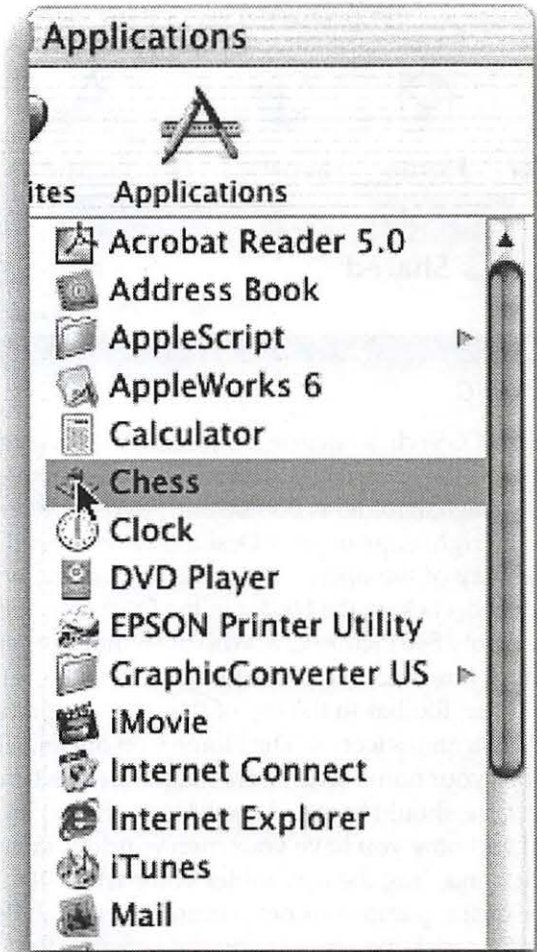 Applications
ites Applications
Acrobat Reader 5.0
Address Book
AppleScript
AppleWorks 6
Calculator
Chess
Clock
DVD Player
EPSON Printer Utility
GraphicConverter US
iMovie
Internet Connect
Internet Explorer
iTunes
Mail